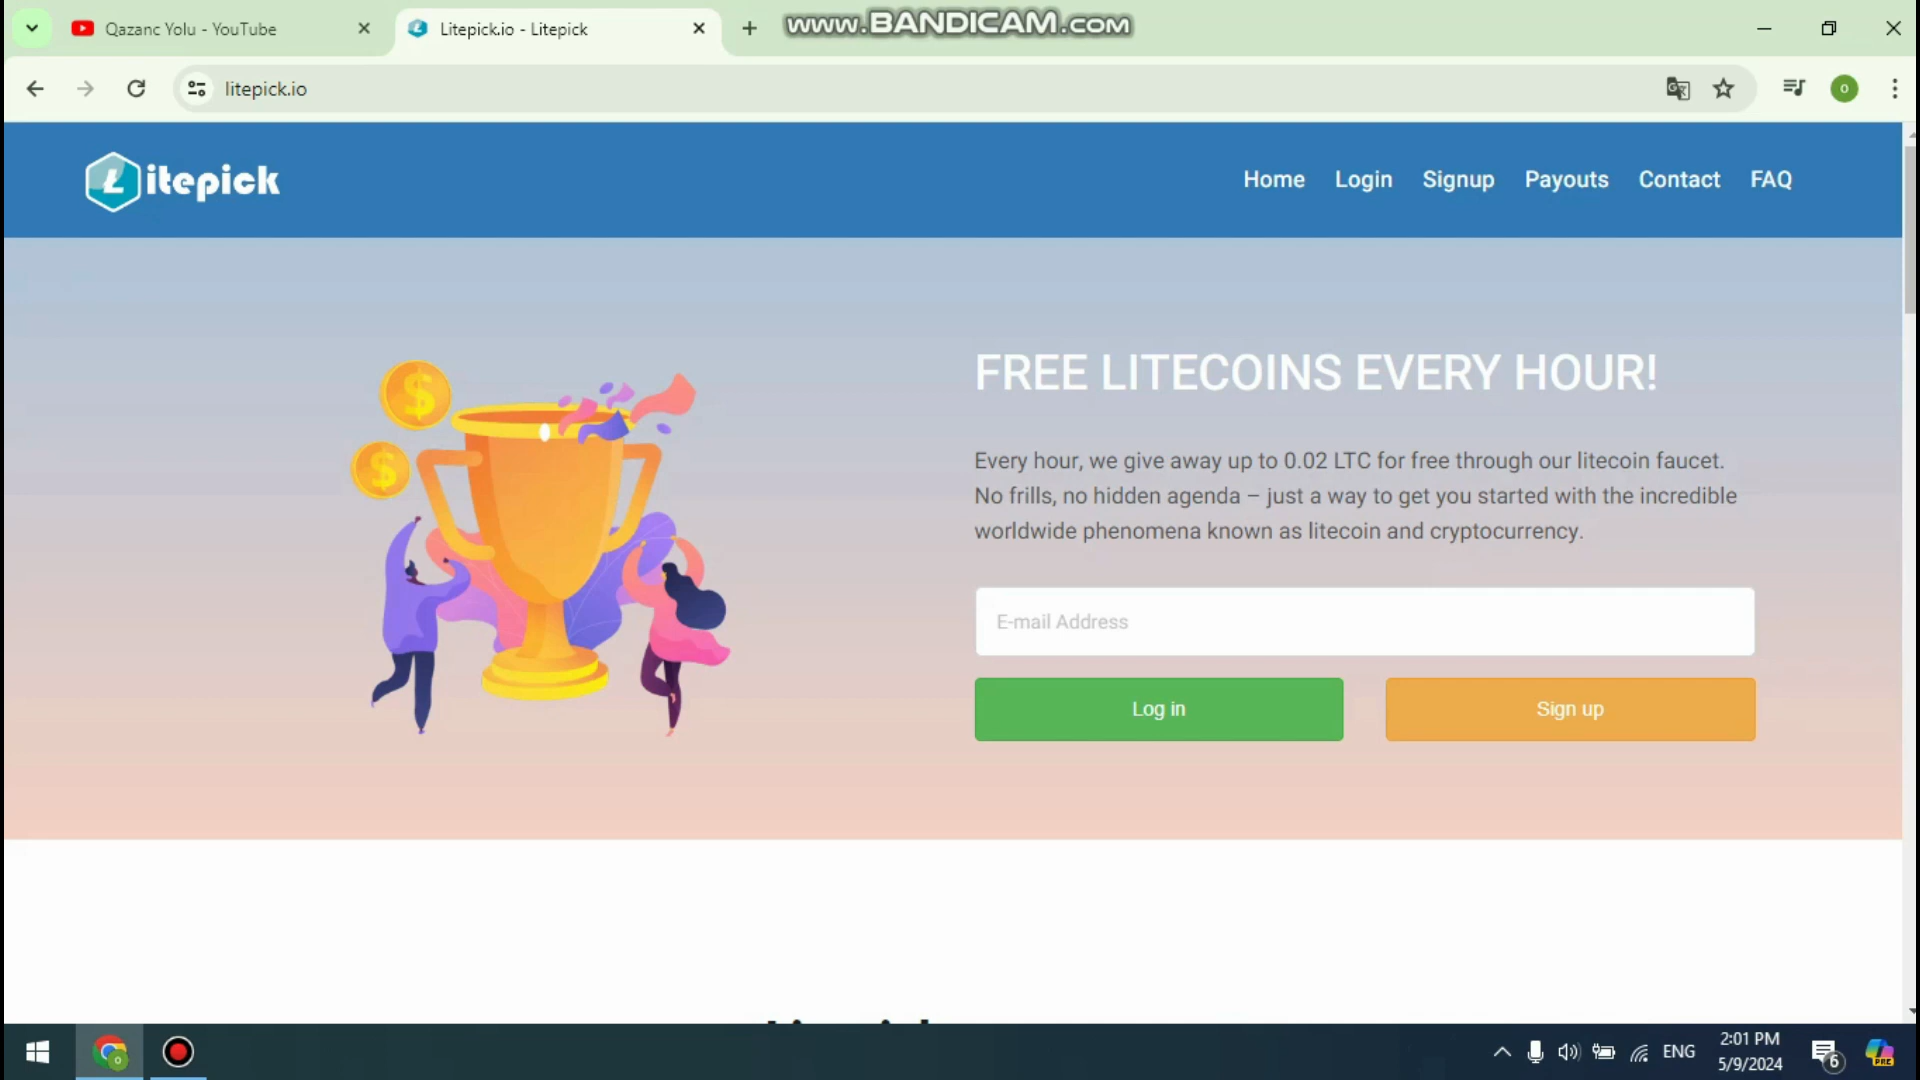 Qazanc Yolu - YouTube
Litepick.io - Litepick
www.BANDICAM.com
litepick.io
Litepick
Home
Login
Signup
Payouts
Contact
FAQ
FREE LITECOINS EVERY HOUR!
Every hour, we give away up to 0.02 LTC for free through our litecoin faucet.
No frills, no hidden agenda – just a way to get you started with the incredible
worldwide phenomena known as litecoin and cryptocurrency.
E-mail Address
Log in
Sign up
ENG
2:01 PM
5/9/2024
6
PRE